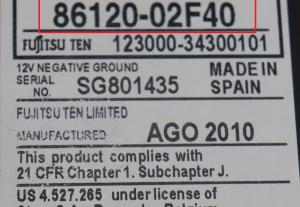 86120-02F40
FUJITSU TEN 123000-34300101
12V NEGATIVE GROUND
SERIAL NO. SG801435
MADE IN SPAIN
FUJITSU TEN LIMITED
MANUFACTURED AGO 2010
This product complies with
21 CFR Chapter 1. Subchapter J.
US 4.527.265 under license of